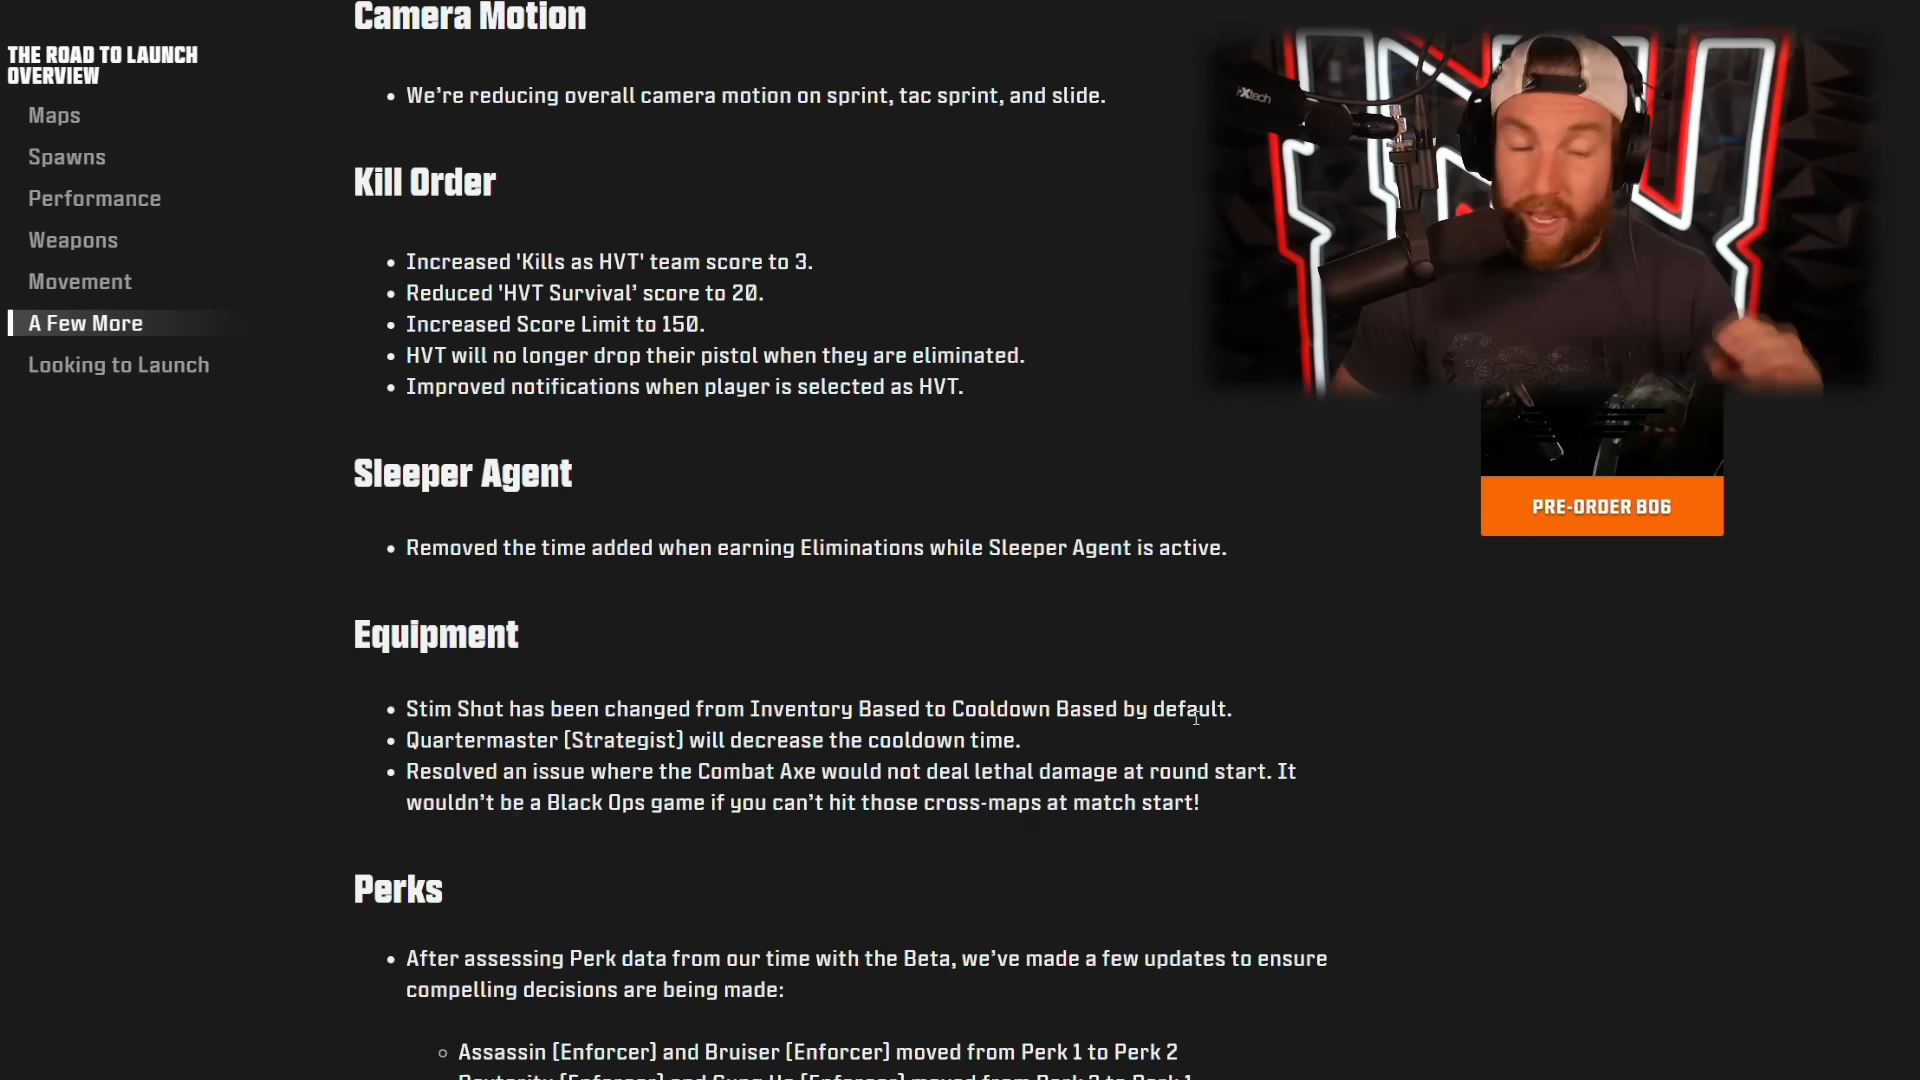 Camera Motion
THE ROAD TO LAUNCH
OVERVIEW
Maps
Spawns
Performance
Weapons
Movement
A Few More
Looking to Launch
• We're reducing overall camera motion on sprint, tac sprint, and slide.
Kill Order
• Increased 'Kills as HVT' team score to 3.
• Reduced 'HVT Survival’ score to 20.
• Increased Score Limit to 150.
• HVT will no longer drop their pistol when they are eliminated.
• Improved notifications when player is selected as HVT.
PRE-ORDER BO6
Sleeper Agent
• Removed the time added when earning Eliminations while Sleeper Agent is active.
Equipment
• Stim Shot has been changed from Inventory Based to Cooldown Based by default.
• Quartermaster [Strategist] will decrease the cooldown time.
• Resolved an issue where the Combat Axe would not deal lethal damage at round start. It
wouldn’t be a Black Ops game if you can’t hit those cross-maps at match start!
Perks
• After assessing Perk data from our time with the Beta, we’ve made a few updates to ensure
compelling decisions are being made:
◦ Assassin [Enforcer] and Bruiser [Enforcer] moved from Perk 1 to Perk 2